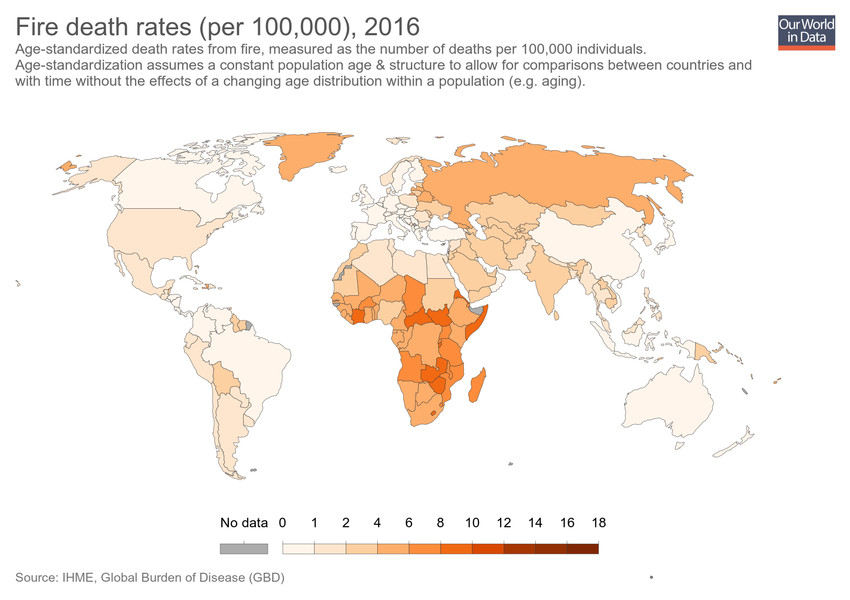 Fire death rates (per 100,000), 2016
Our World
in Data
Age-standardized death rates from fire, measured as the number of deaths per 100,000 individuals.
Age-standardization assumes a constant population age & structure to allow for comparisons between countries and
with time without the effects of a changing age distribution within a population (e.g. aging).
No data 0 1 2 4 6 8 10 12 14 16 18
Source: IHME, Global Burden of Disease (GBD)